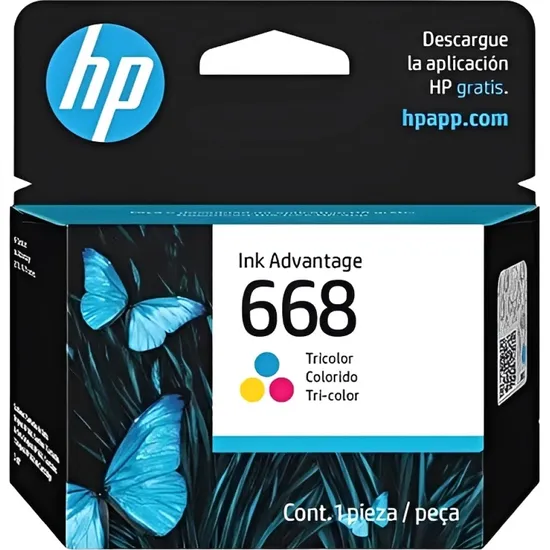 hp
Descargue
la aplicación
HP gratis.
hpapp.com
Ink Advantage
668
Tricolor
Colorido
Tri-color
Cont. 1 pieza / peça